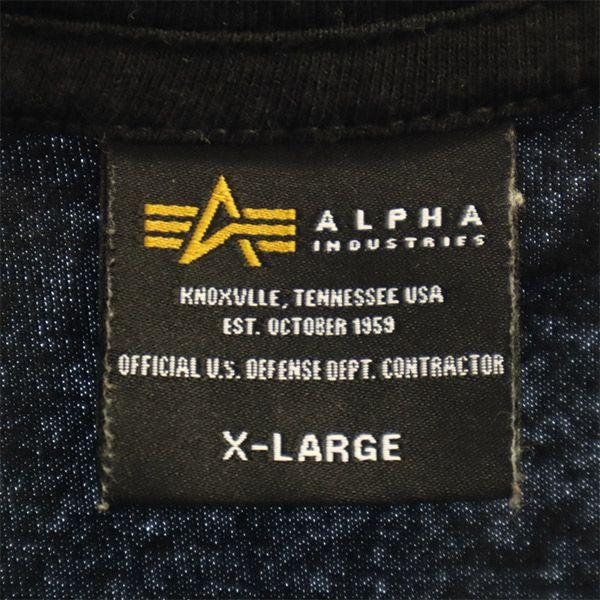 ALPHA
INDUSTRIES
KNOXVLLE, TENNESSEE USA
EST. OCTOBER 1959
OFFICIAL U.S. DEFENSE DEPT. CONTRACTOR
X-LARGE